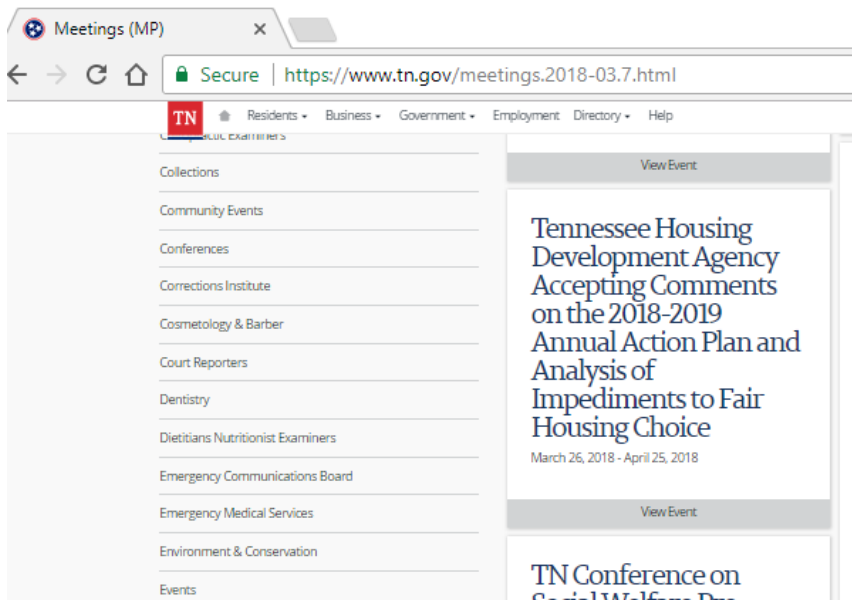 Meetings (MP)
Secure | https://www.tn.gov/meetings.2018-03.7.html
TN Residents Business Government Employment Directory Help
Examiners
Collections
Community Events
Conferences
Corrections Institute
Cosmetology & Barber
Court Reporters
Dentistry
Dietitians Nutritionist Examiners
Emergency Communications Board
Emergency Medical Services
Environment & Conservation
Events
View Event
Tennessee Housing
Development Agency
Accepting Comments
on the 2018-2019
Annual Action Plan and
Analysis of
Impediments to Fair
Housing Choice
March 26, 2018 - April 25, 2018
View Event
TN Conference on
Social Welfare Pre